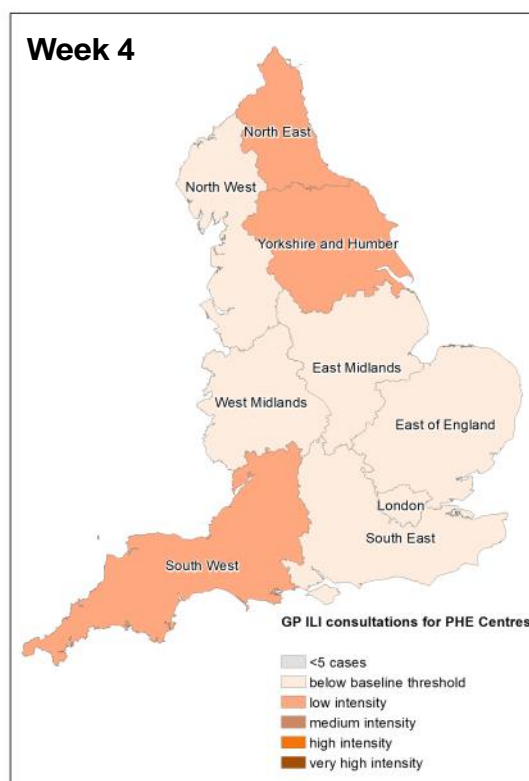 Week 4
North East
North West
Yorkshire and Humber
East Midlands
West Midlands
East of England
London
South East
South West
GP ILI consultations for PHE Centres
<5 cases
below baseline threshold
low intensity
medium intensity
high intensity
very high intensity